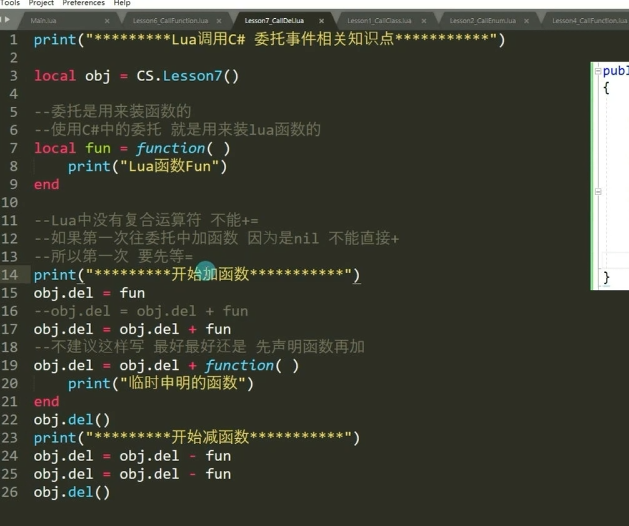 Tools Project Preferences Help
Main.lua Lesson6_CallFunction.lua Lesson7_CallDel.lua Lesson1_CallClass.lua Lesson2_CallEnum.lua Lesson4_CallFunction.lua
1 print("*********Lua调用C# 委托事件相关知识点***********")
2
3 local obj = CS.Lesson7()
4
5 --委托是用来装函数的
6 --使用C#中的委托 就是用来装lua函数的
7 local fun = function( )
8 print("Lua函数Fun")
9 end
10
11 --Lua中没有复合运算符 不能+=
12 --如果第一次往委托中加函数 因为是nil 不能直接+
13 --所以第一次 要先等=
14 print("*********开始加函数***********")
15 obj.del = fun
16 --obj.del = obj.del + fun
17 obj.del = obj.del + fun
18 --不建议这样写 最好最好还是 先声明函数再加
19 obj.del = obj.del + function( )
20 print("临时申明的函数")
21 end
22 obj.del()
23 print("*********开始减函数***********")
24 obj.del = obj.del - fun
25 obj.del = obj.del - fun
26 obj.del()
publ
{
}